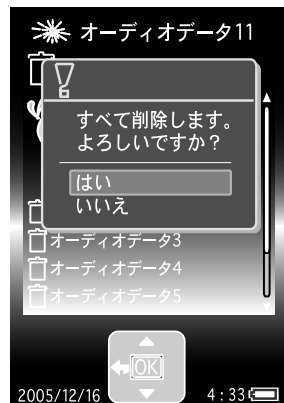 オーディオデータ11
すべて削除します。
よろしいですか？
はい
いいえ
オーディオデータ3
オーディオデータ4
オーディオデータ5
OK
2005/12/16
4:33